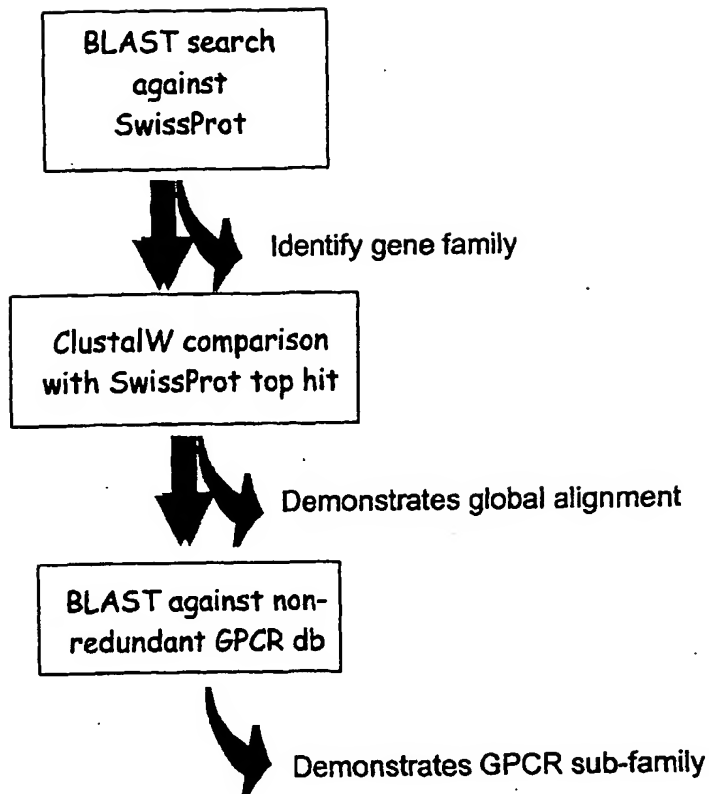 BLAST search
against
SwissProt
Identify gene family
ClustalW comparison
with SwissProt top hit
Demonstrates global alignment
BLAST against non-
redundant GPCR db
Demonstrates GPCR sub-family